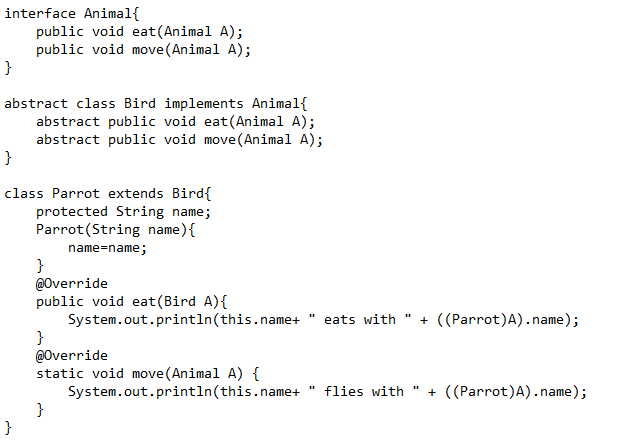 interface Animal{
    public void eat(Animal A);
    public void move(Animal A);
}

abstract class Bird implements Animal{
    abstract public void eat(Animal A);
    abstract public void move(Animal A);
}

class Parrot extends Bird{
    protected String name;
    Parrot(String name){
        name=name;
    }
    @Override
    public void eat(Bird A){
        System.out.println(this.name+ " eats with " + ((Parrot)A).name);
    }
    @Override
    static void move(Animal A) {
        System.out.println(this.name+ " flies with " + ((Parrot)A).name);
    }
}